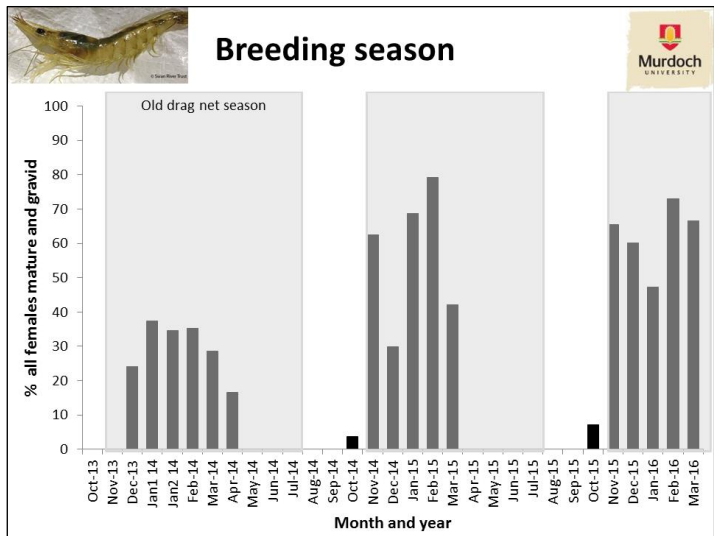 Breeding season
© Swan River Trust
Murdoch
UNIVERSITY
Old drag net season
% all females mature and gravid
100
90
80
70
60
50
40
30
20
10
0
Oct-13
Nov-13
Dec-13
Jan1 14
Jan2 14
Feb-14
Mar-14
Apr-14
May-14
Jun-14
Jul-14
Aug-14
Sep-14
Oct-14
Nov-14
Dec-14
Jan-15
Feb-15
Mar-15
Apr-15
May-15
Jun-15
Jul-15
Aug-15
Sep-15
Oct-15
Nov-15
Dec-15
Jan-16
Feb-16
Mar-16
Month and year